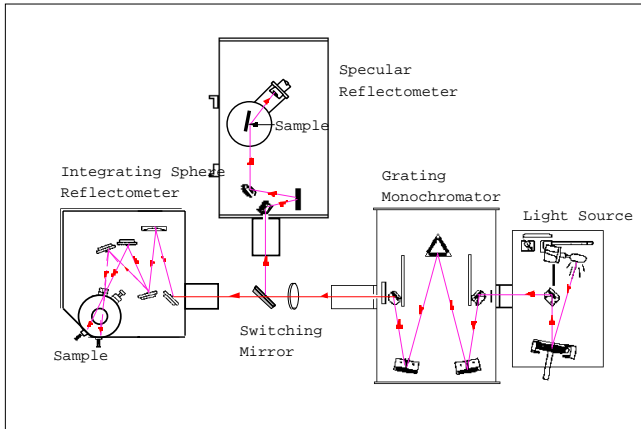 Specular
Reflectometer
Sample
Integrating Sphere
Reflectometer
Grating
Monochromator
Light Source
Switching
Mirror
Sample